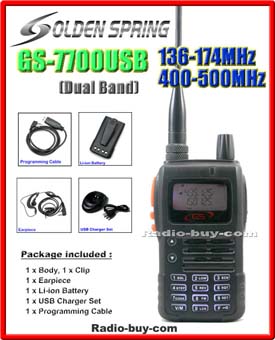 GOLDEN SPRING
GS-7700USB
(Dual Band)
136-174MHz
400-500MHz
Programming Cable
Li-ion Battery
Earpiece
USB Charger Set
Radio-buy.com
Package included :
1 x Body, 1 x Clip
1 x Earpiece
1 x Li-ion Battery
1 x USB Charger Set
1 x Programming Cable
Radio-buy.com